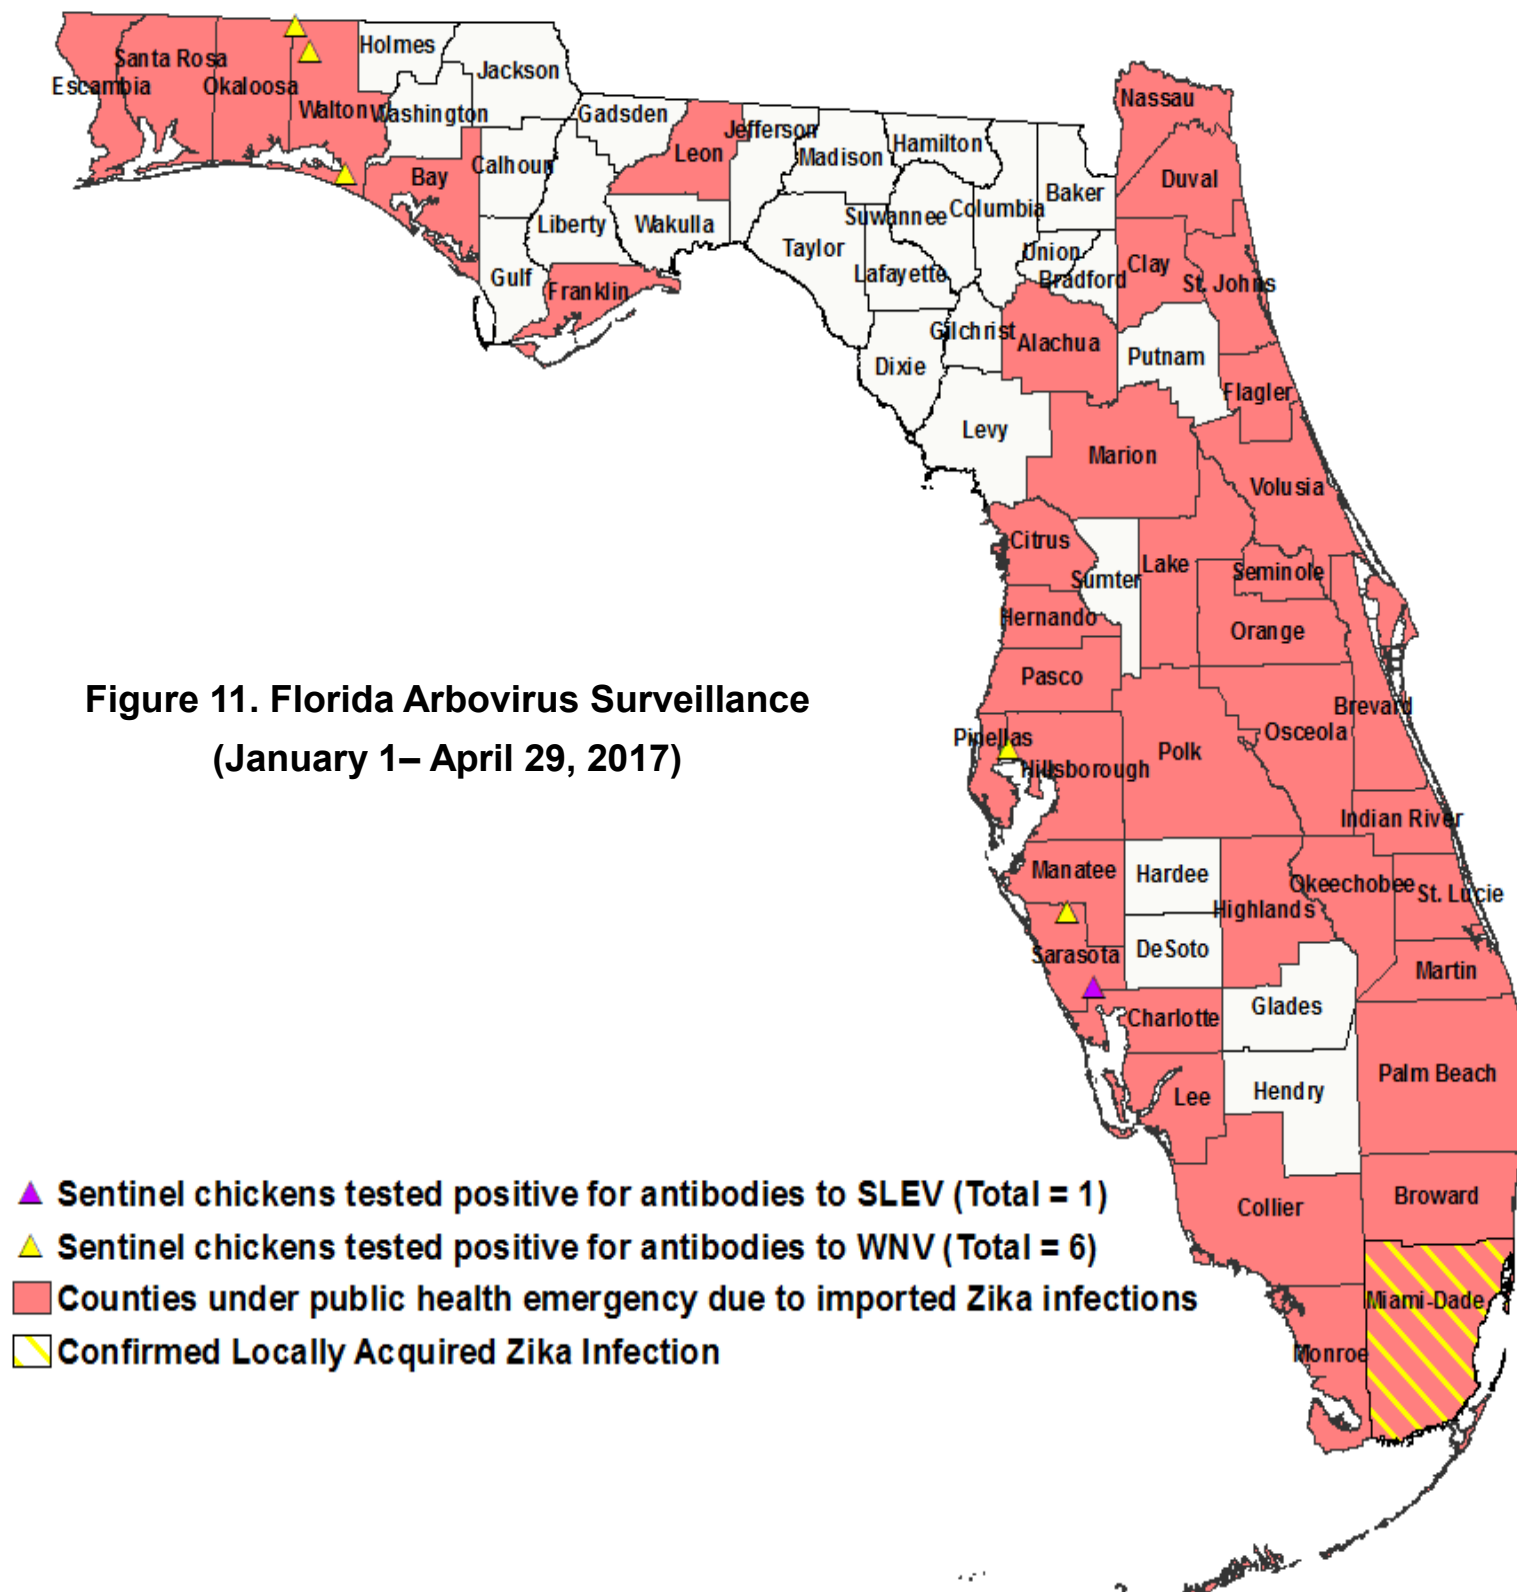 Holmes
Jackson
Santa Rosa
Escambia
Okaloosa
Walton
Washington
Gadsden
Nassau
Jefferson
Leon
Madison
Hamilton
Calhoun
Bay
Baker
Duval
Liberty
Wakulla
Suwannee
Columbia
Taylor
Union
Lafayette
Bradford
Clay
St. Johns
Gulf
Franklin
Gilchrist
Alachua
Putnam
Dixie
Flagler
Levy
Marion
Volusia
Citrus
Sumter
Lake
Seminole
Hernando
Orange
Pasco
Figure 11. Florida Arbovirus Surveillance
(January 1– April 29, 2017)
Brevard
Osceola
Pinellas
Polk
Hillsborough
Indian River
Manatee
Hardee
Okeechobee
St. Lucie
Highlands
Sarasota
DeSoto
Martin
Glades
Charlotte
Palm Beach
Hendry
Lee
Sentinel chickens tested positive for antibodies to SLEV (Total = 1)
Broward
Collier
Sentinel chickens tested positive for antibodies to WNV (Total = 6)
Counties under public health emergency due to imported Zika infections
Miami-Dade
Confirmed Locally Acquired Zika Infection
Monroe